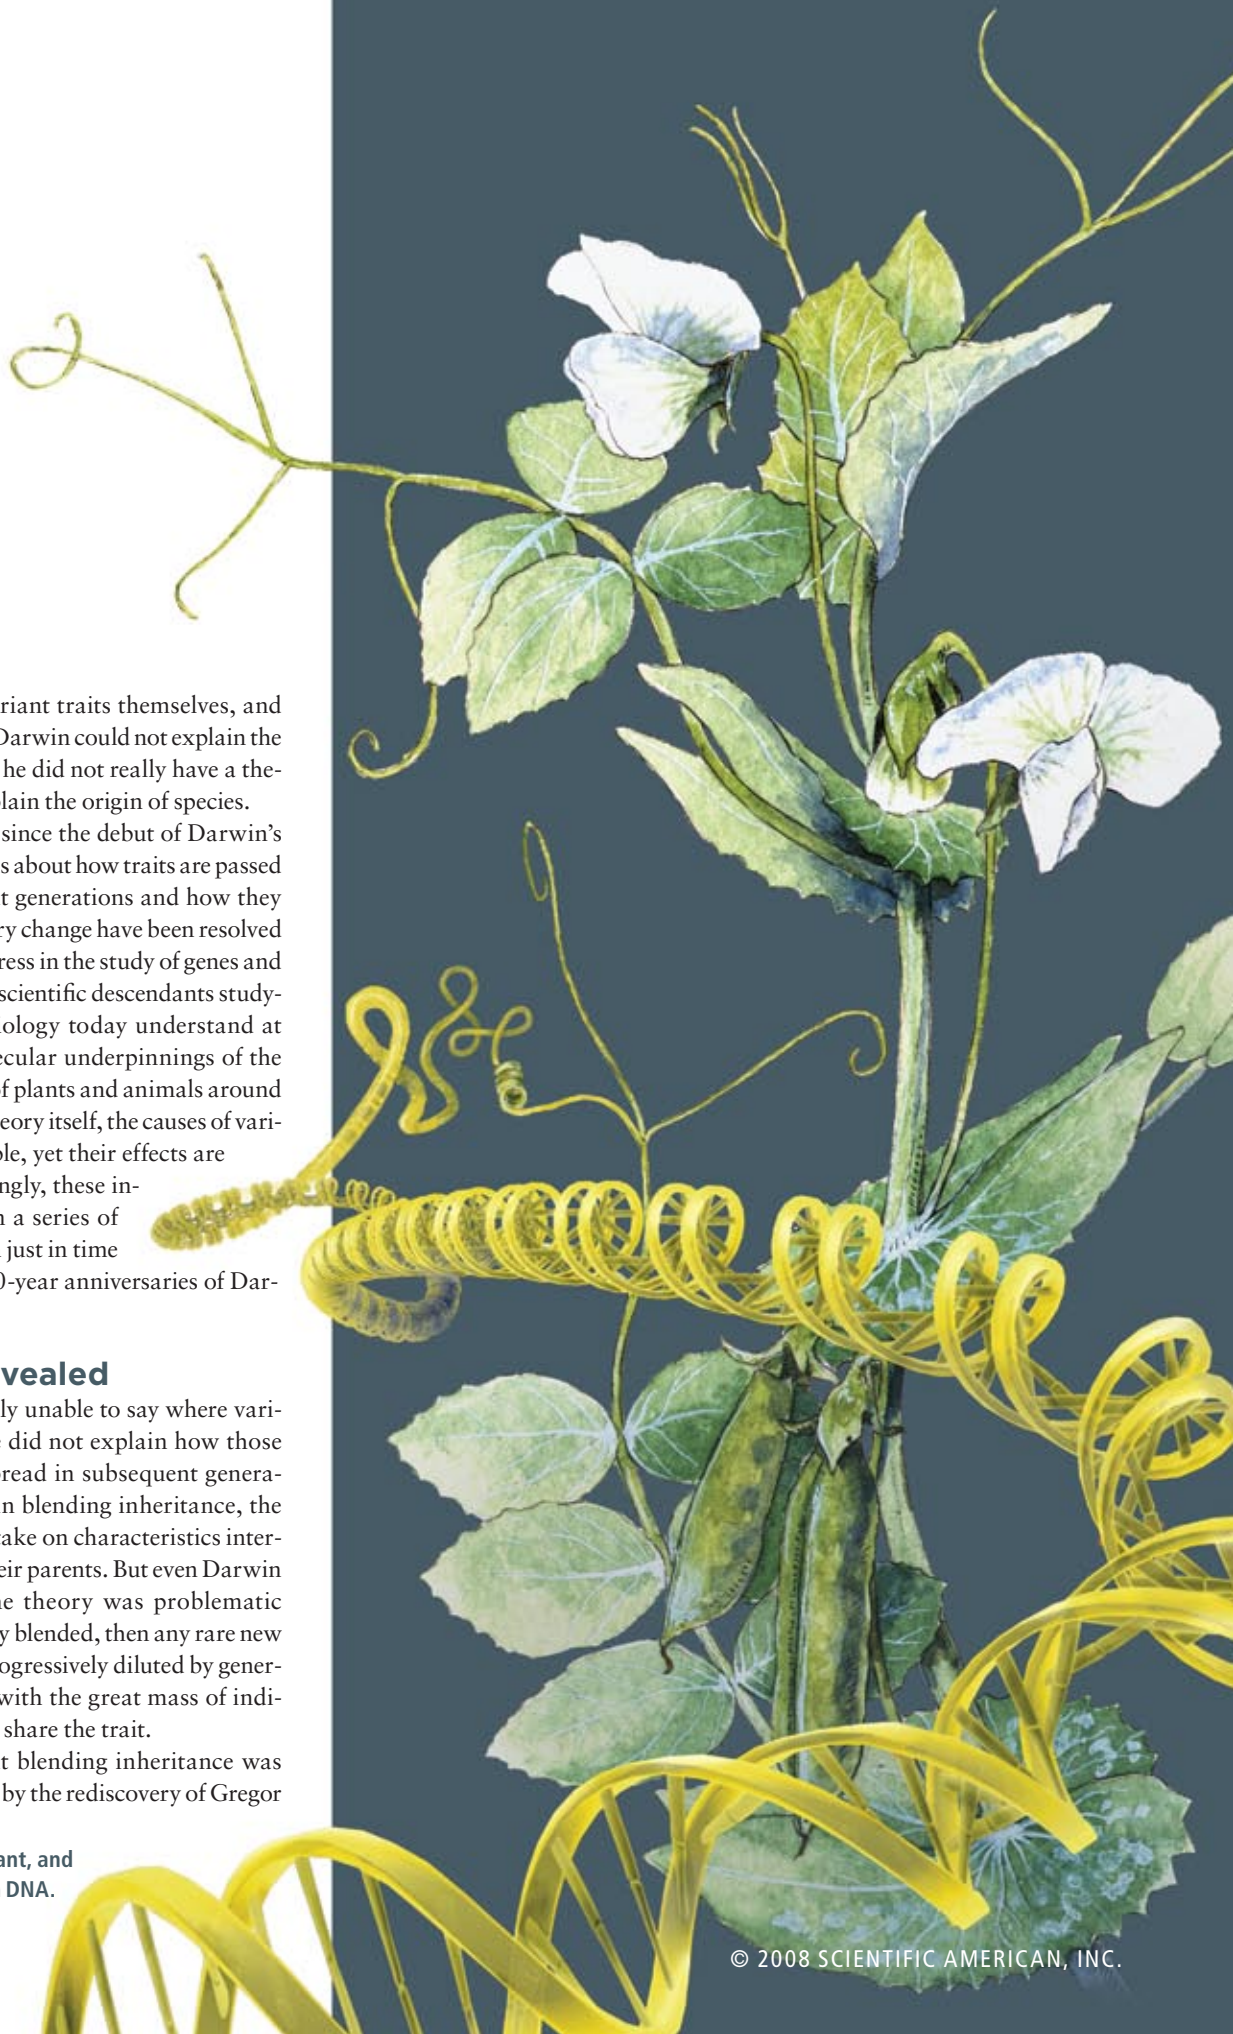 riant traits themselves, and
Darwin could not explain the
he did not really have a the-
lain the origin of species.
since the debut of Darwin's
s about how traits are passed
t generations and how they
ry change have been resolved
ress in the study of genes and
scientific descendants study-
ology today understand at
ecular underpinnings of the
of plants and animals around
eory itself, the causes of vari-
ble, yet their effects are
ngly, these in-
n a series of
just in time
0-year anniversaries of Dar-
vealed
ly unable to say where vari-
e did not explain how those
read in subsequent genera-
in blending inheritance, the
take on characteristics inter-
eir parents. But even Darwin
he theory was problematic
y blended, then any rare new
ogressively diluted by gener-
with the great mass of indi-
share the trait.
t blending inheritance was
by the rediscovery of Gregor
ant, and
DNA.
© 2008 SCIENTIFIC AMERICAN, INC.